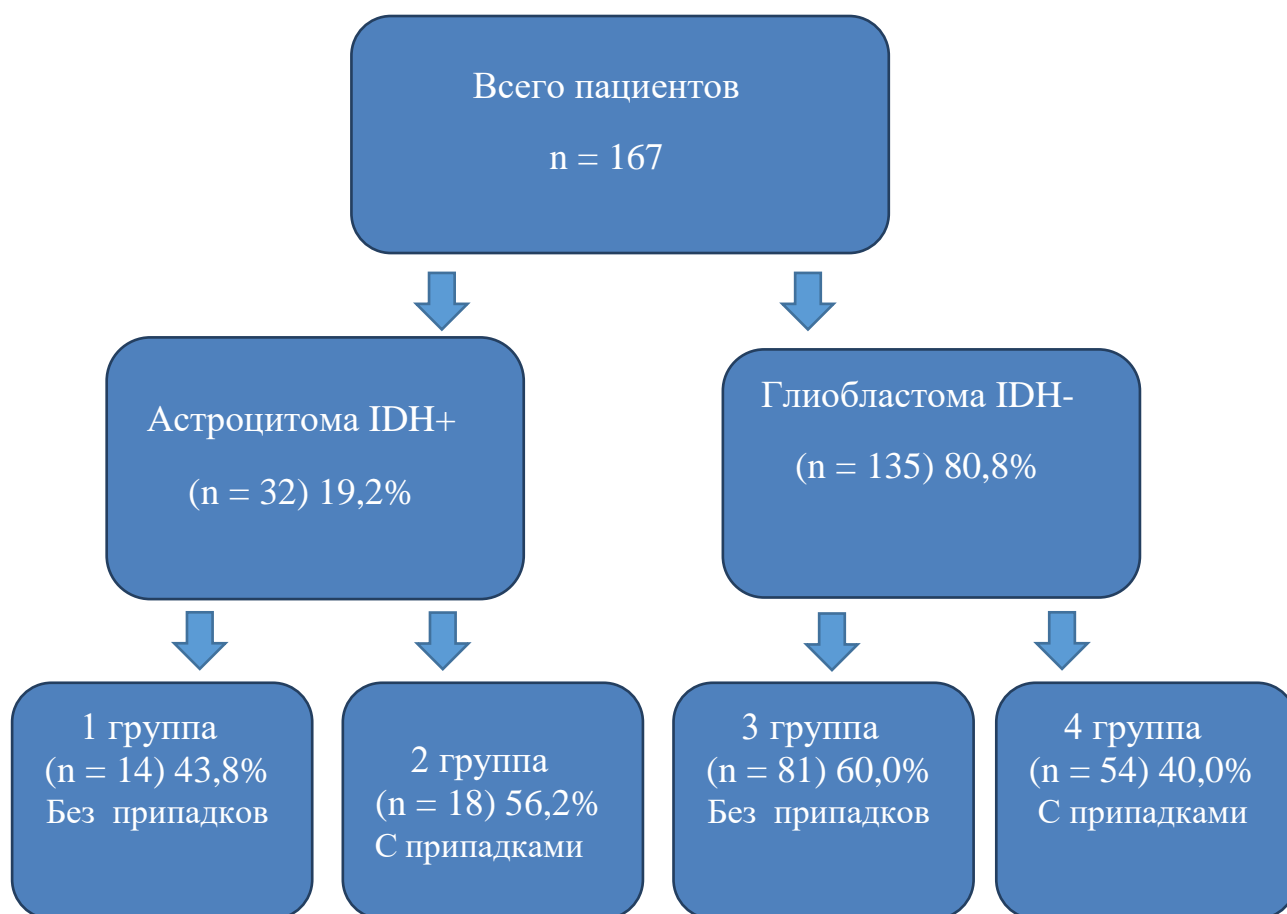 Всего пациентов
n = 167
Астроцитома IDH+
(n = 32) 19,2%
Глиобластома IDH-
(n = 135) 80,8%
1 группа
(n = 14) 43,8%
Без припадков
2 группа
(n = 18) 56,2%
С припадками
3 группа
(n = 81) 60,0%
Без припадков
4 группа
(n = 54) 40,0%
С припадками